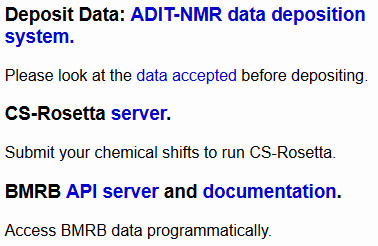 Deposit Data: ADIT-NMR data deposition
system.
Please look at the data accepted before depositing.
CS-Rosetta server.
Submit your chemical shifts to run CS-Rosetta.
BMRB API server and documentation.
Access BMRB data programmatically.